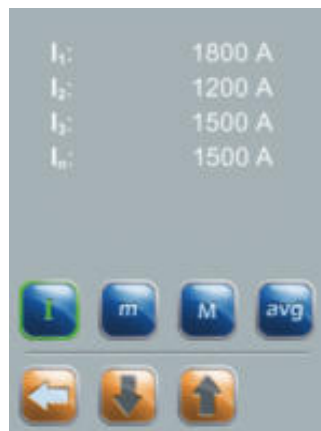 I₁: 1800 A
I₂: 1200 A
I₃: 1500 A
Iₙ: 1500 A
I m M avg